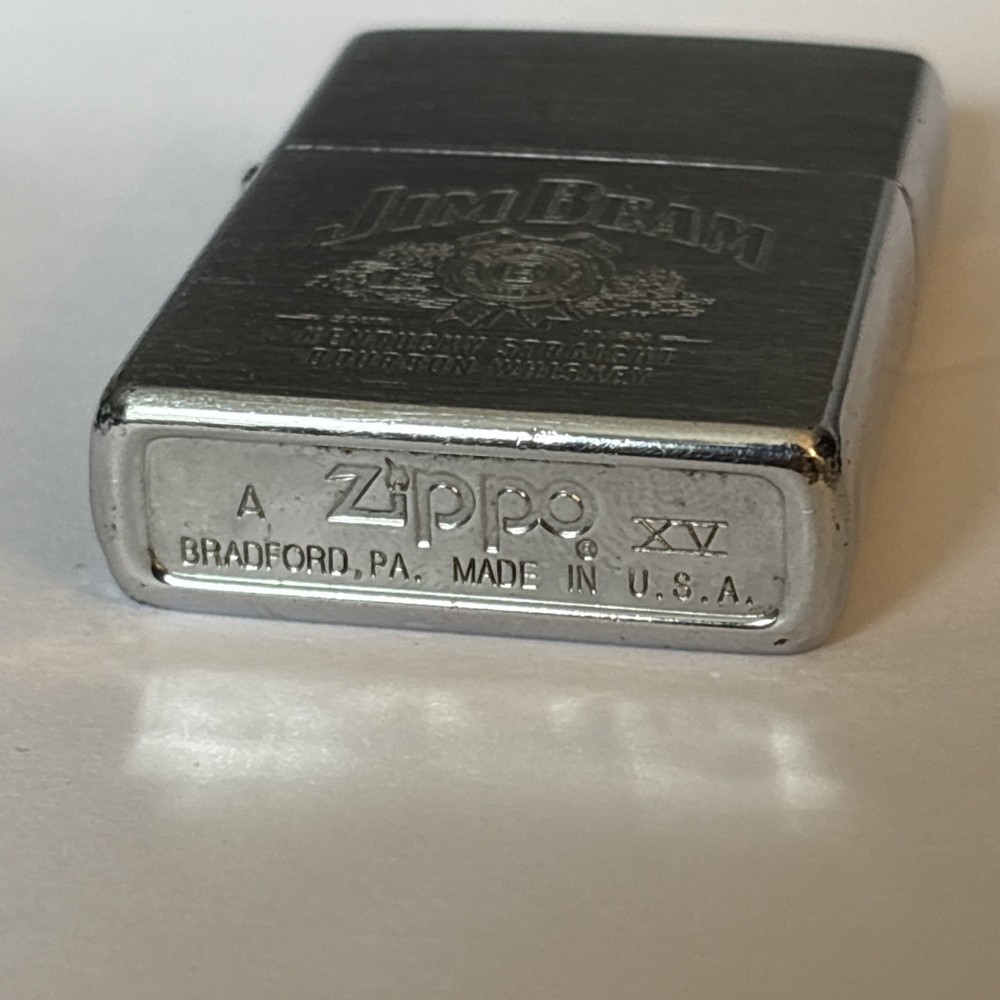 JIM BEAM
B
KENTUCKY STRAIGHT
BOURBON WHISKEY
A Zippo® XV
BRADFORD, PA. MADE IN U.S.A.